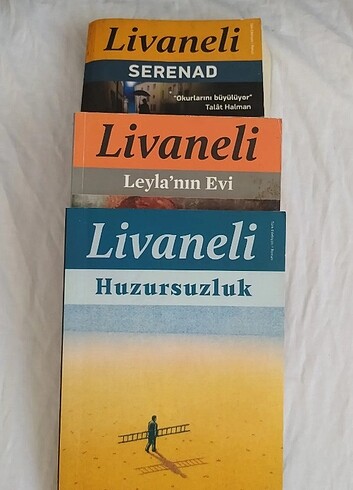 Livaneli
SERENAD
"Okurlarını büyülüyor"
Talât Halman
Livaneli
Leyla'nın Evi
Livaneli
Huzursuzluk